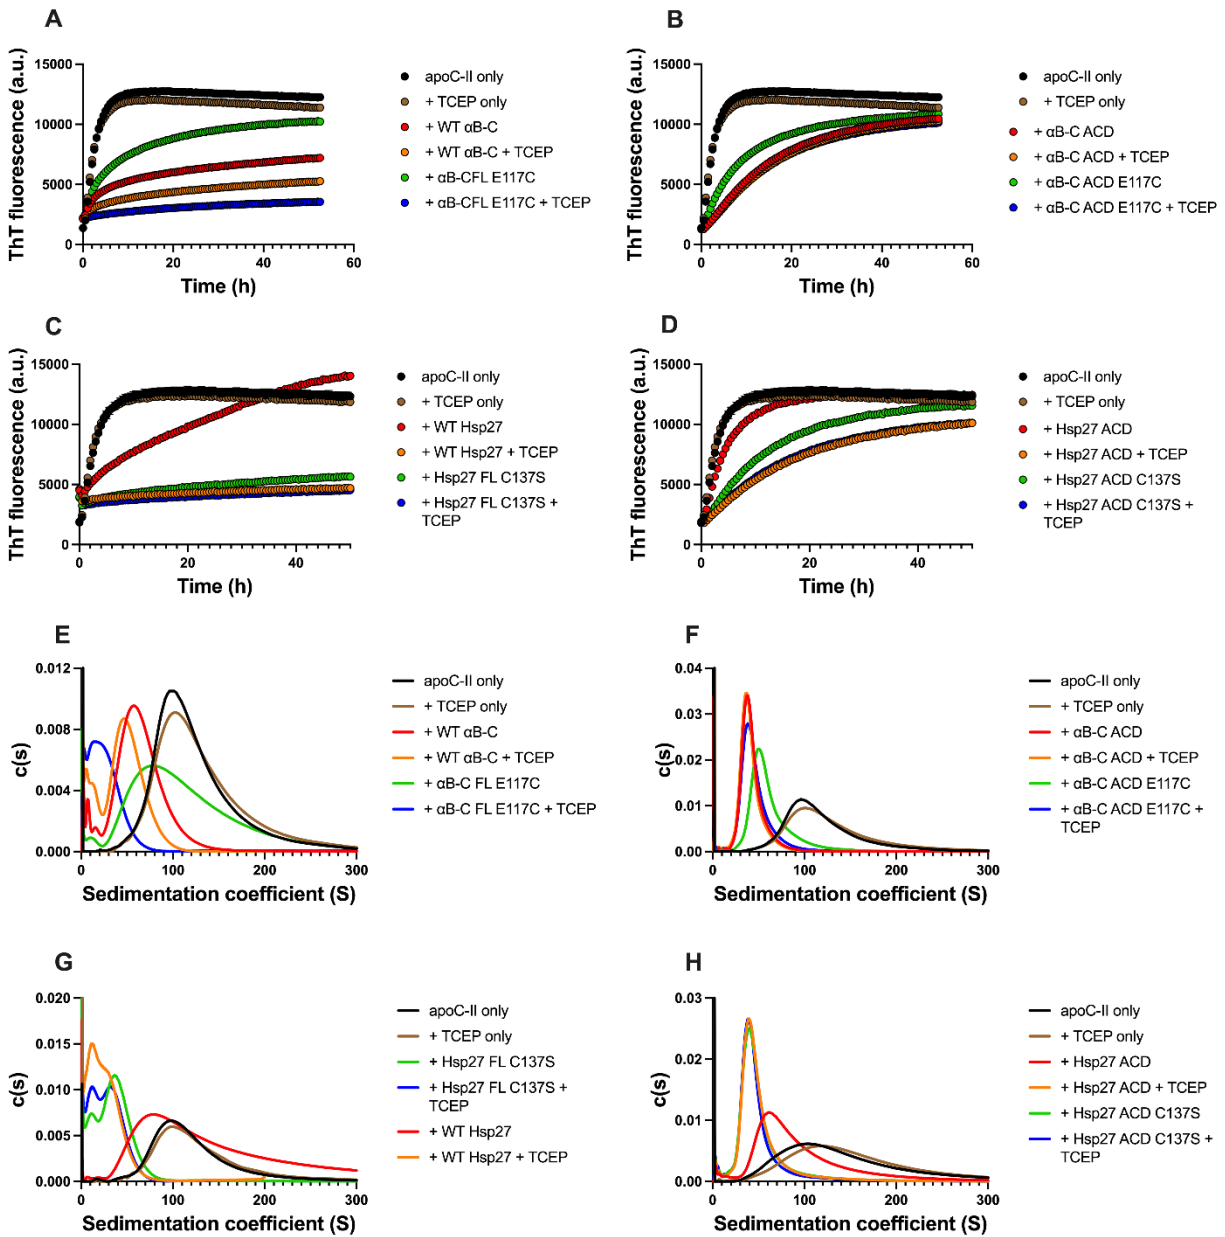 A
ThT fluorescence (a.u.)
15000
10000
5000
0
0
20
40
60
Time (h)
apoC-II only
+ TCEP only
+ WT αB-C
+ WT αB-C + TCEP
+ αB-CFL E117C
+ αB-CFL E117C + TCEP
B
ThT fluorescence (a.u.)
15000
10000
5000
0
0
20
40
60
Time (h)
apoC-II only
+ TCEP only
+ αB-C ACD
+ αB-C ACD + TCEP
+ αB-C ACD E117C
+ αB-C ACD E117C + TCEP
C
ThT fluorescence (a.u.)
15000
10000
5000
0
0
20
40
Time (h)
apoC-II only
+ TCEP only
+ WT Hsp27
+ WT Hsp27 + TCEP
+ Hsp27 FL C137S
+ Hsp27 FL C137S +
TCEP
D
ThT fluorescence (a.u.)
15000
10000
5000
0
0
20
40
Time (h)
apoC-II only
+ TCEP only
+ Hsp27 ACD
+ Hsp27 ACD + TCEP
+ Hsp27 ACD C137S
+ Hsp27 ACD C137S +
TCEP
E
c(s)
0.012
0.008
0.004
0.000
0
100
200
300
Sedimentation coefficient (S)
apoC-II only
+ TCEP only
+ WT αB-C
+ WT αB-C + TCEP
+ αB-C FL E117C
+ αB-C FL E117C + TCEP
F
c(s)
0.04
0.03
0.02
0.01
0.00
0
100
200
300
Sedimentation coefficient (S)
apoC-II only
+ TCEP only
+ αB-C ACD
+ αB-C ACD + TCEP
+ αB-C ACD E117C
+ αB-C ACD E117C +
TCEP
G
c(s)
0.020
0.015
0.010
0.005
0.000
0
100
200
300
Sedimentation coefficient (S)
apoC-II only
+ TCEP only
+ Hsp27 FL C137S
+ Hsp27 FL C137S +
TCEP
+ WT Hsp27
+ WT Hsp27 + TCEP
H
c(s)
0.03
0.02
0.01
0.00
0
100
200
300
Sedimentation coefficient (S)
apoC-II only
+ TCEP only
+ Hsp27 ACD
+ Hsp27 ACD + TCEP
+ Hsp27 ACD C137S
+ Hsp27 ACD C137S +
TCEP